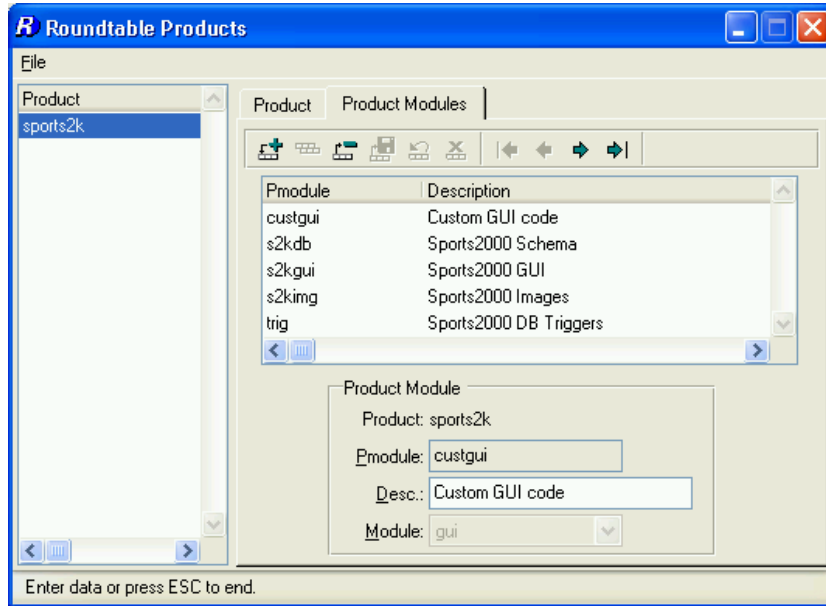 Roundtable Products
File
Product
sports2k
Product Product Modules
Pmodule Description
custgui Custom GUI code
s2kdb Sports2000 Schema
s2kgui Sports2000 GUI
s2kimg Sports2000 Images
trig Sports2000 DB Triggers
Product Module
Product: sports2k
Pmodule: custgui
Desc.: Custom GUI code
Module: gui
Enter data or press ESC to end.